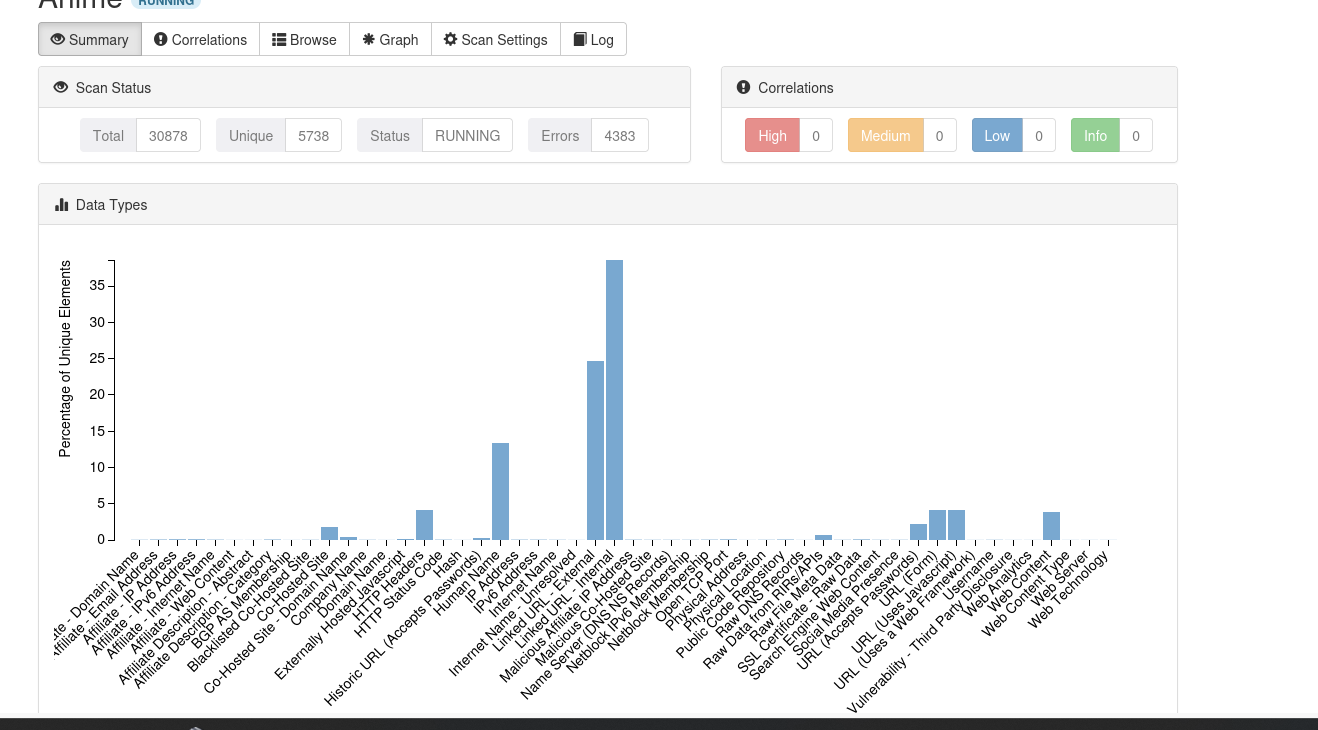 Anime RUNNING
Summary Correlations Browse Graph Scan Settings Log
Scan Status
Total 30878 Unique 5738 Status RUNNING Errors 4383
Correlations
High 0 Medium 0 Low 0 Info 0
Data Types
Percentage of Unique Elements
35
30
25
20
15
10
5
0
ate - Domain Name
Affiliate - Email Address
Affiliate - IP Address
Affiliate - IPv6 Address
Affiliate - Internet Name
Affiliate - Web Content
Affiliate Description - Abstract
Affiliate Description - Category
BGP AS Membership
Blacklisted Co-Hosted Site
Co-Hosted Site
Co-Hosted Site - Domain Name
Company Name
Domain Name
Externally Hosted Javascript
HTTP Headers
HTTP Status Code
Hash
Historic URL (Accepts Passwords)
Human Name
IP Address
IPv6 Address
Internet Name
Internet Name - Unresolved
Linked URL - External
Linked URL - Internal
Malicious Affiliate IP Address
Malicious Co-Hosted Site
Name Server (DNS NS Records)
Netblock IPv6 Membership
Netblock Membership
Open TCP Port
Physical Address
Physical Location
Public Code Repository
Raw DNS Records
Raw Data from RIRs/APIs
Raw File Meta Data
SSL Certificate - Raw Data
Search Engine - Web Content
Social Media Presence
URL (Accepts Passwords)
URL (Form)
URL (Uses Javascript)
URL (Uses a Web Framework)
Username
Vulnerability - Third Party Disclosure
Web Analytics
Web Content
Web Content Type
Web Server
Web Technology